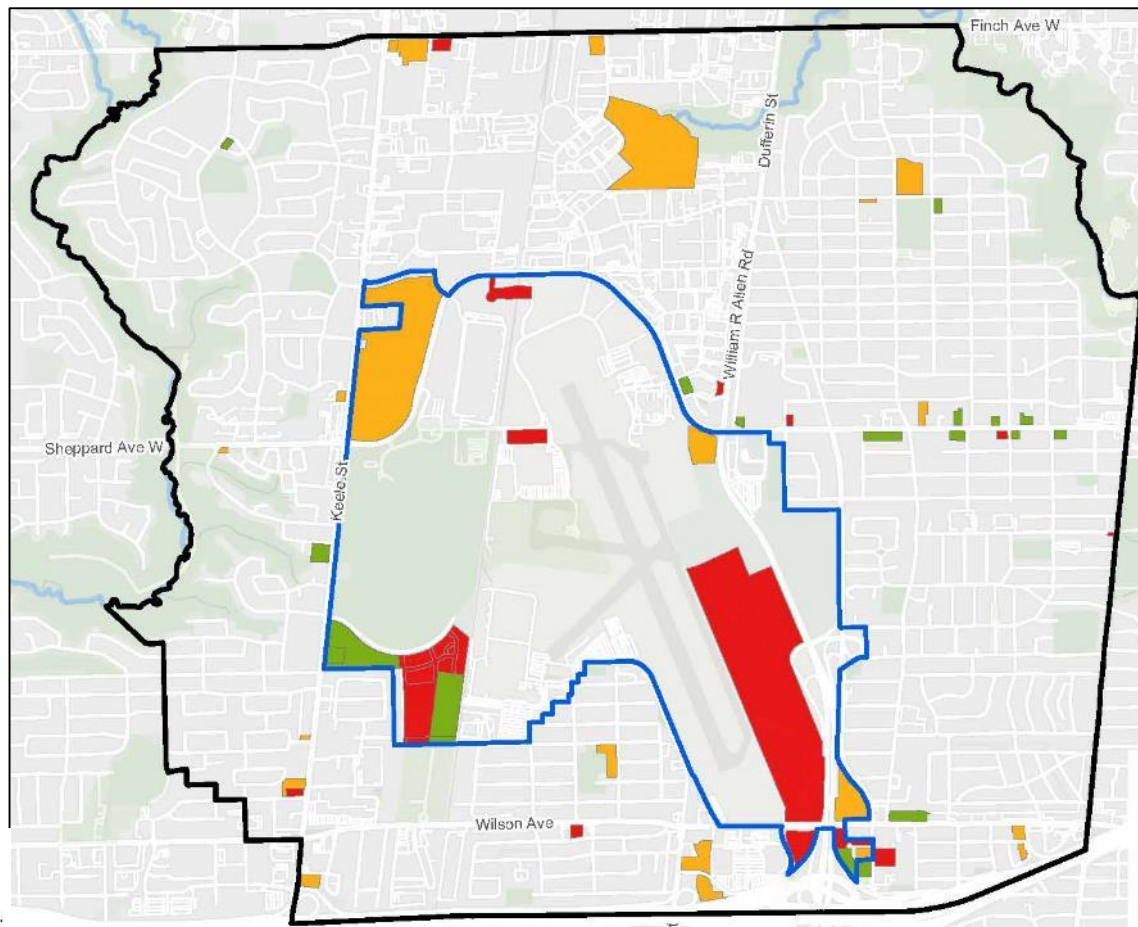 Finch Ave W
Dufferin St
William R Allen Rd
Sheppard Ave W
Keele St
Wilson Ave